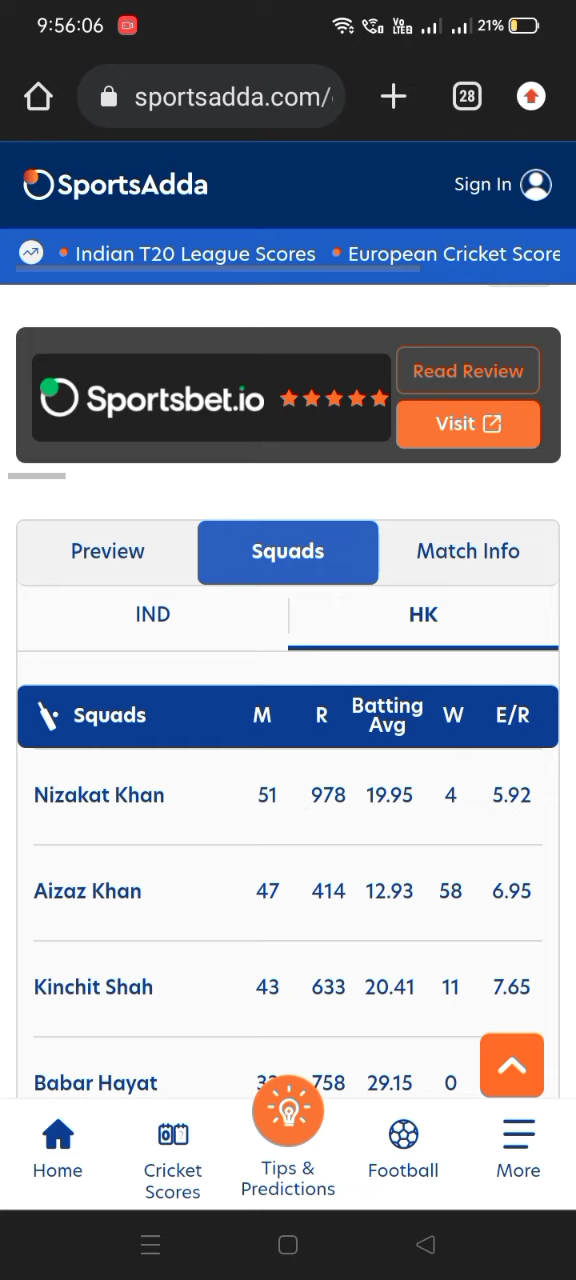 9:56:06 Vo LTE2 21%
sportsadda.com/ 28
SportsAdda Sign In
Indian T20 League Scores European Cricket Score
Sportsbet.io Read Review
Visit
Preview Squads Match Info
IND HK
Squads M R Batting Avg W E/R
Nizakat Khan 51 978 19.95 4 5.92
Aizaz Khan 47 414 12.93 58 6.95
Kinchit Shah 43 633 20.41 11 7.65
Babar Hayat 758 29.15 0
Home Cricket Scores Tips & Predictions Football More